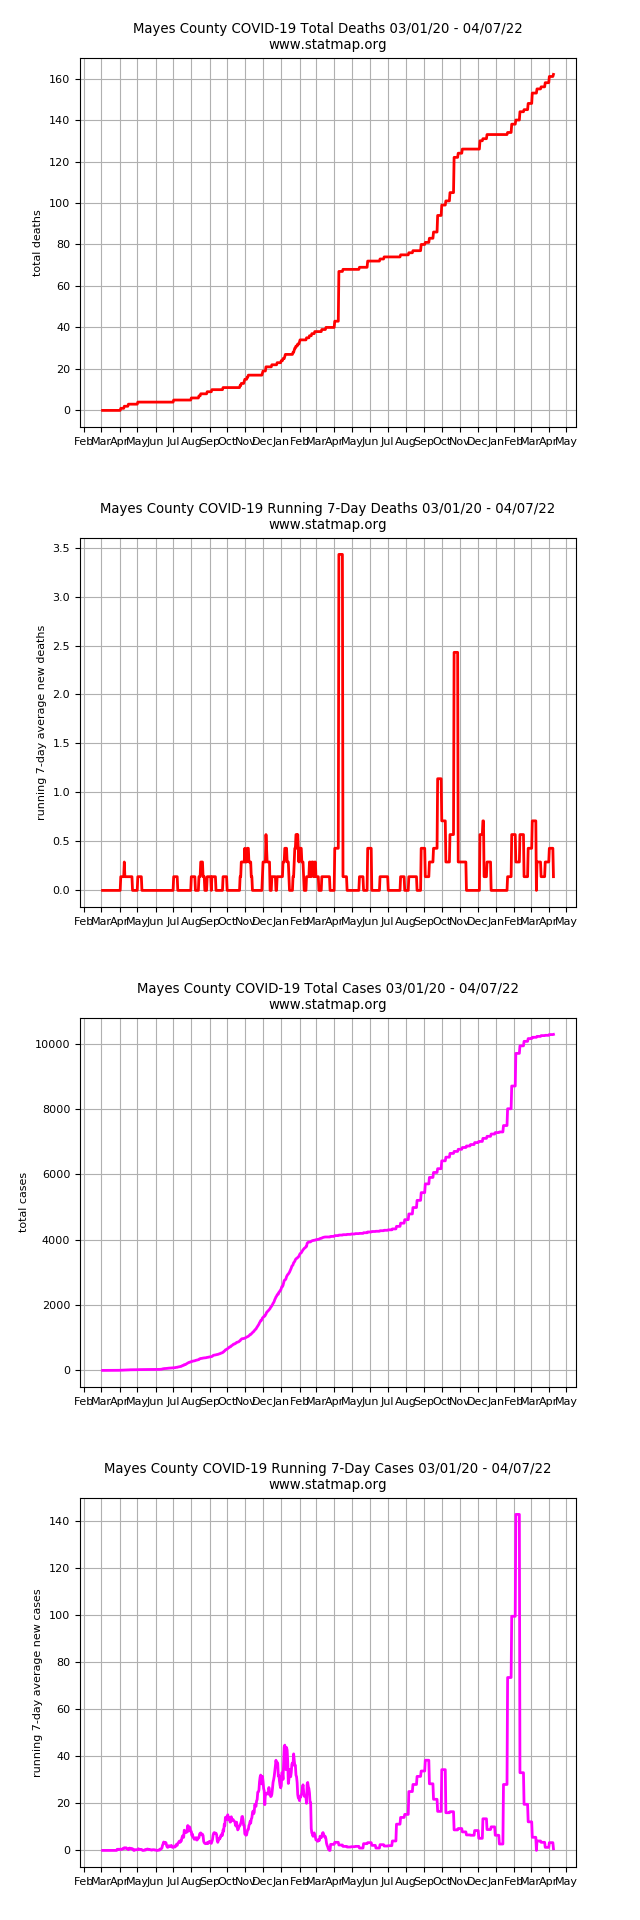 Mayes County COVID-19 Total Deaths 03/01/20 - 04/07/22
www.statmap.org
160
140
120
100
80
60
40
20
0
total deaths
Feb Mar Apr May Jun Jul Aug Sep Oct Nov Dec Jan Feb Mar Apr May Jun Jul Aug Sep Oct Nov Dec Jan Feb Mar Apr May
Mayes County COVID-19 Running 7-Day Deaths 03/01/20 - 04/07/22
www.statmap.org
3.5
3.0
2.5
2.0
1.5
1.0
0.5
0.0
running 7-day average new deaths
Feb Mar Apr May Jun Jul Aug Sep Oct Nov Dec Jan Feb Mar Apr May Jun Jul Aug Sep Oct Nov Dec Jan Feb Mar Apr May
Mayes County COVID-19 Total Cases 03/01/20 - 04/07/22
www.statmap.org
10000
8000
6000
4000
2000
0
total cases
Feb Mar Apr May Jun Jul Aug Sep Oct Nov Dec Jan Feb Mar Apr May Jun Jul Aug Sep Oct Nov Dec Jan Feb Mar Apr May
Mayes County COVID-19 Running 7-Day Cases 03/01/20 - 04/07/22
www.statmap.org
140
120
100
80
60
40
20
0
running 7-day average new cases
Feb Mar Apr May Jun Jul Aug Sep Oct Nov Dec Jan Feb Mar Apr May Jun Jul Aug Sep Oct Nov Dec Jan Feb Mar Apr May